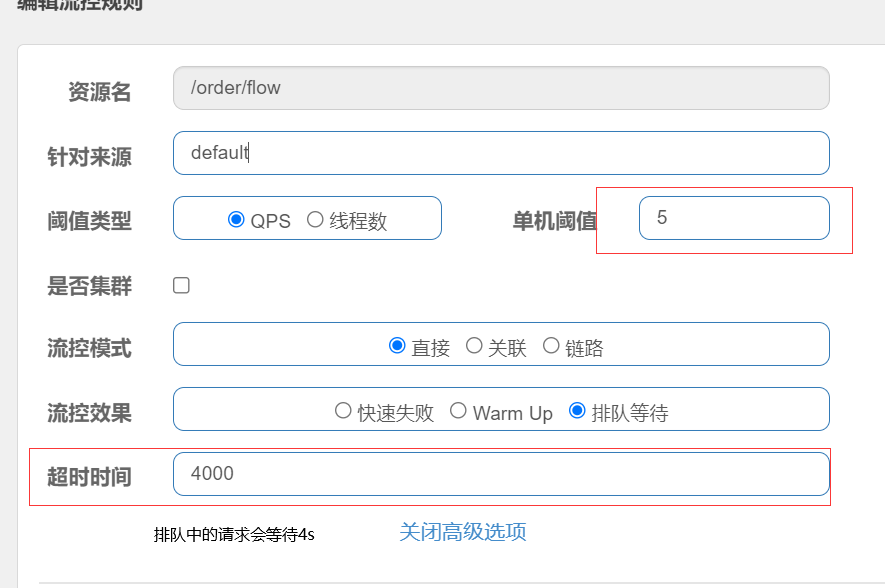 编辑流控规则
资源名 /order/flow
针对来源 default
阈值类型 QPS 线程数 单机阈值 5
是否集群
流控模式 直接 关联 链路
流控效果 快速失败 Warm Up 排队等待
超时时间 4000
排队中的请求会等待4s 关闭高级选项